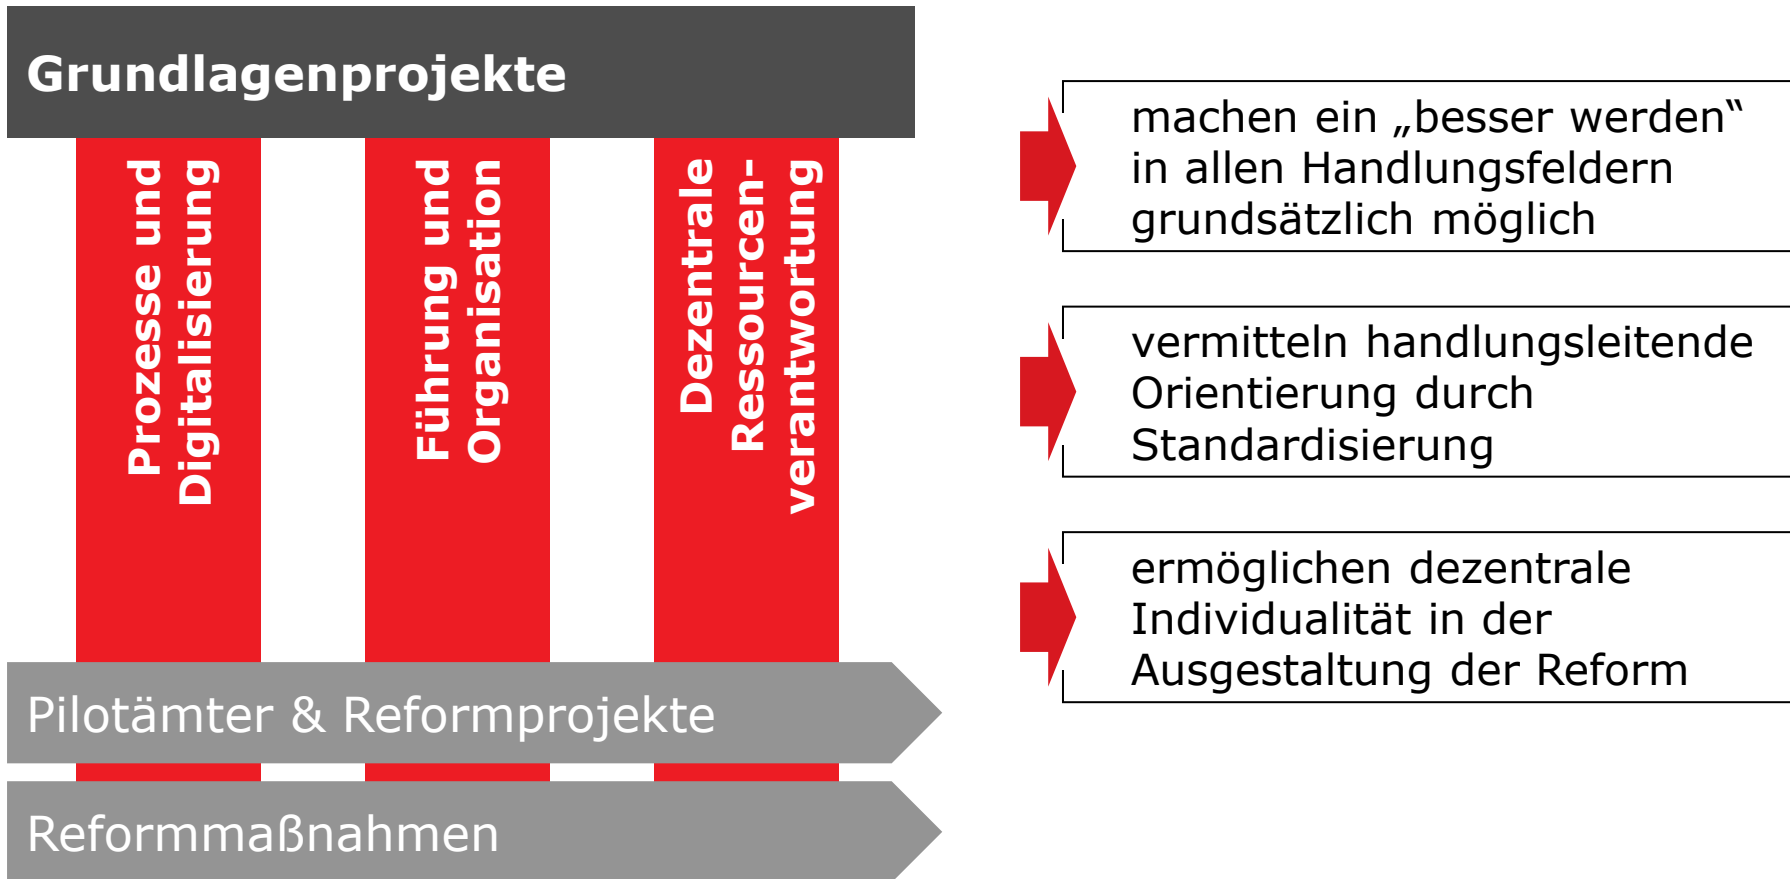 Grundlagenprojekte
Prozesse und
Digitalisierung
Führung und
Organisation
Dezentrale
Ressourcen-
verantwortung
Pilotämter & Reformprojekte
Reformmaßnahmen
machen ein „besser werden“
in allen Handlungsfeldern
grundsätzlich möglich
vermitteln handlungsleitende
Orientierung durch
Standardisierung
ermöglichen dezentrale
Individualität in der
Ausgestaltung der Reform